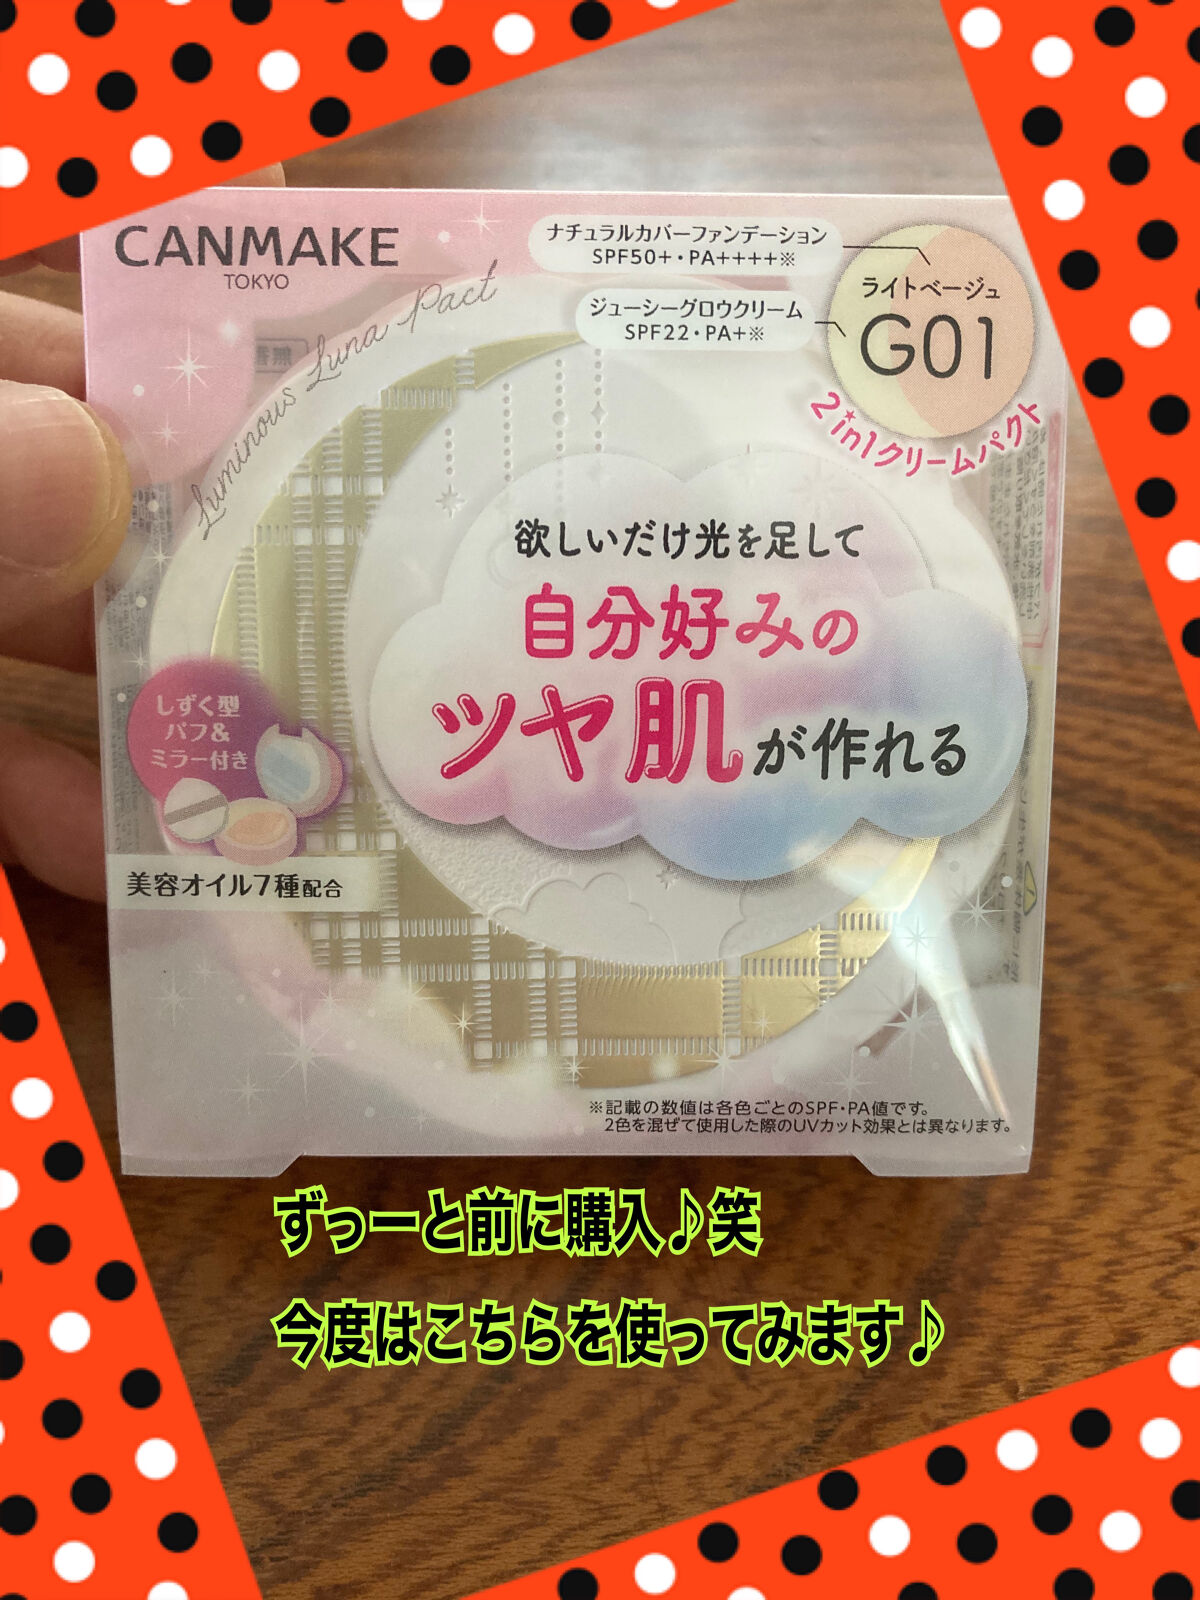 CANMAKE
TOKYO
Luminous Luna Pact
ナチュラルカバーファンデーション
SPF50+・PA++++※
ジューシーグロウクリーム
SPF22・PA+※
ライトベージュ
G01
2in1クリームパクト
欲しいだけ光を足して
自分好みの
ツヤ肌が作れる
しずく型
パフ&
ミラー付き
美容オイル7種配合
※記載の数値は各色ごとのSPF・PA値です。
2色を混ぜて使用した際のUVカット効果とは異なります。
ずっーと前に購入♪笑
今度はこちらを使ってみます♪